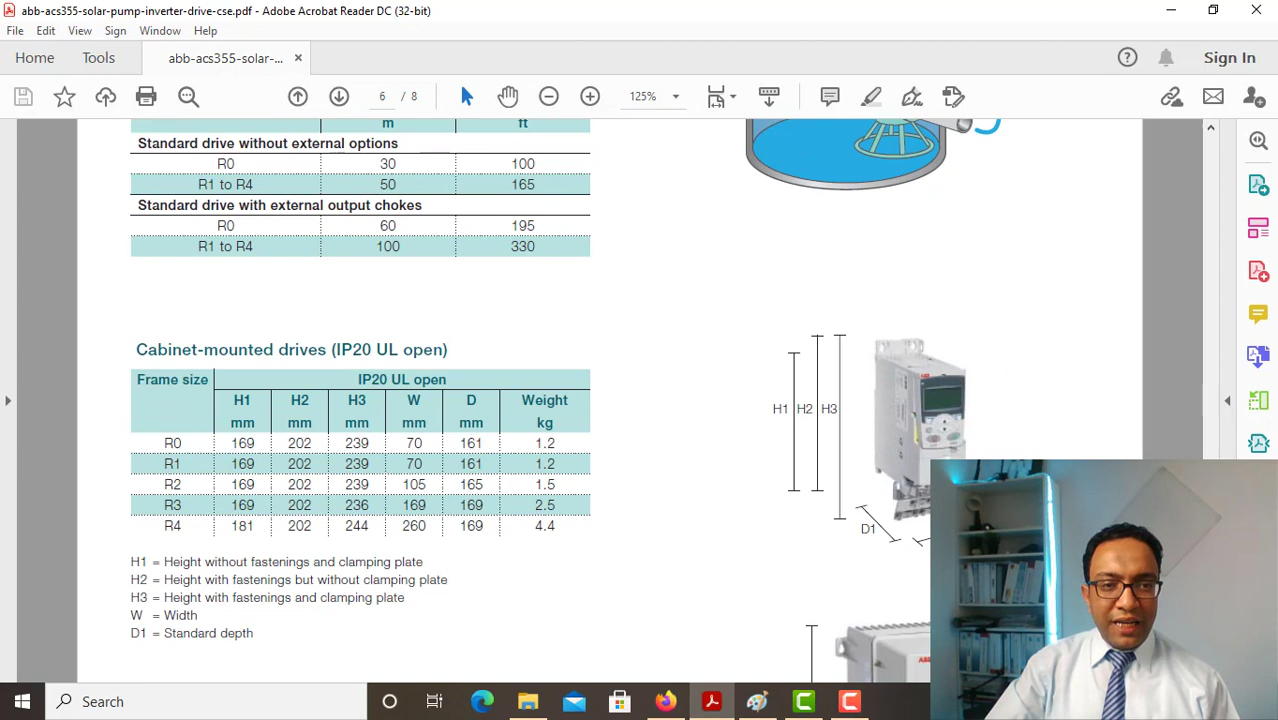 abb-acs355-solar-pump-inverter-drive-cse.pdf - Adobe Acrobat Reader DC (32-bit)
File Edit View Sign Window Help
Home Tools abb-acs355-solar-... × Sign In
6 / 8 125%
m ft
Standard drive without external options
R0 30 100
R1 to R4 50 165
Standard drive with external output chokes
R0 60 195
R1 to R4 100 330
Cabinet-mounted drives (IP20 UL open)
Frame size IP20 UL open
H1 H2 H3 W D Weight
mm mm mm mm mm kg
R0 169 202 239 70 161 1.2
R1 169 202 239 70 161 1.2
R2 169 202 239 105 165 1.5
R3 169 202 236 169 169 2.5
R4 181 202 244 260 169 4.4
H1 = Height without fastenings and clamping plate
H2 = Height with fastenings but without clamping plate
H3 = Height with fastenings and clamping plate
W = Width
D1 = Standard depth
H1 H2 H3
ABB
D1
ABB
Search